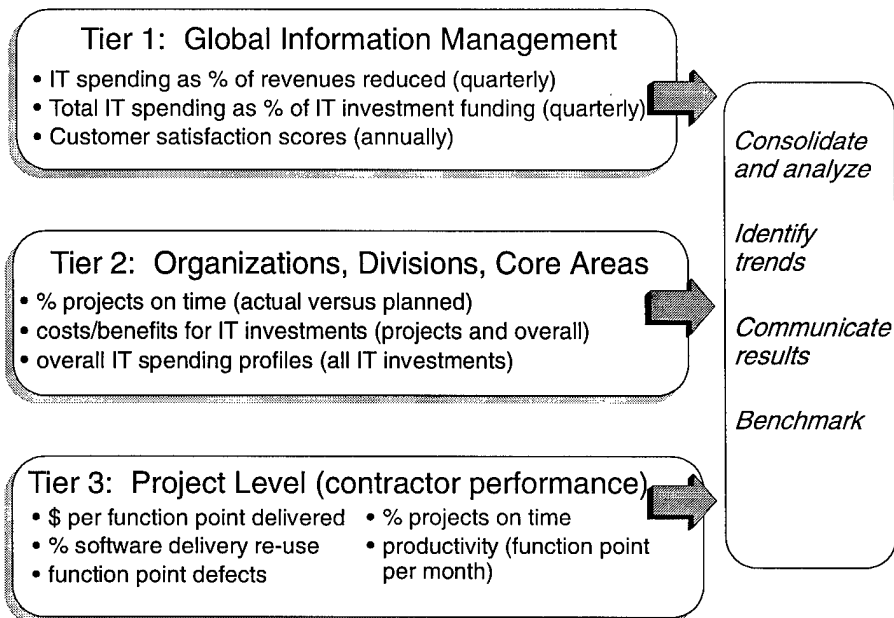 Tier 1: Global Information Management
• IT spending as % of revenues reduced (quarterly)
• Total IT spending as % of IT investment funding (quarterly)
• Customer satisfaction scores (annually)
Tier 2: Organizations, Divisions, Core Areas
• % projects on time (actual versus planned)
• costs/benefits for IT investments (projects and overall)
• overall IT spending profiles (all IT investments)
Tier 3: Project Level (contractor performance)
• $ per function point delivered
• % software delivery re-use
• function point defects
• % projects on time
• productivity (function point
per month)
Consolidate
and analyze
Identify
trends
Communicate
results
Benchmark